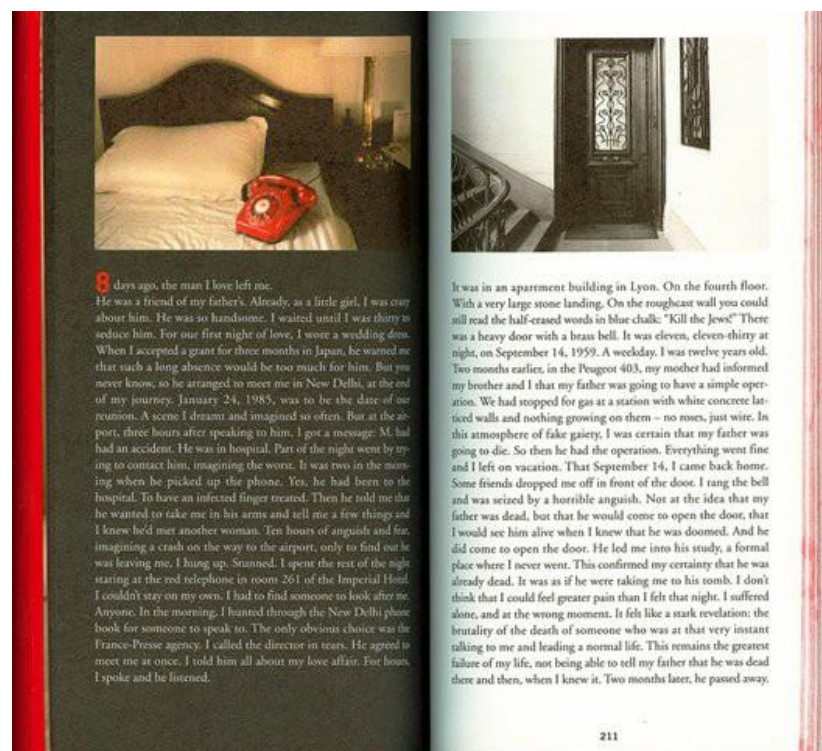 8 days ago, the man I love left me.
He was a friend of my father's. Already, as a little girl, I was crazy
about him. He was so handsome. I waited until I was thirty to
seduce him. For our first night of love, I wore a wedding dress.
When I accepted a grant for three months in Japan, he warned me
that such a long absence would be too much for him. But you
never know, so he arranged to meet me in New Delhi, at the end
of my journey. January 24, 1985, was to be the date of our
reunion. A scene I dreamt and imagined so often. But at the air-
port, three hours after speaking to him, I got a message: M. had
had an accident. He was in hospital. Part of the night went by try-
ing to contact him, imagining the worst. It was two in the morn-
ing when he picked up the phone. Yes, he had been to the
hospital. To have an infected finger treated. Then he told me that
he wanted to take me in his arms and tell me a few things and
I knew he'd met another woman. Ten hours of anguish and fear,
imagining a crash on the way to the airport, only to find out he
was leaving me. I hung up. Stunned. I spent the rest of the night
staring at the red telephone in room 261 of the Imperial Hotel.
I couldn't stay on my own. I had to find someone to look after me.
Anyone. In the morning, I hunted through the New Delhi phone
book for someone to speak to. The only obvious choice was the
France-Presse agency. I called the director in tears. He agreed to
meet me at once. I told him all about my love affair. For hours,
I spoke and he listened.
It was in an apartment building in Lyon. On the fourth floor.
With a very large stone landing. On the roughcast wall you could
still read the half-erased words in blue chalk: "Kill the Jews!" There
was a heavy door with a brass bell. It was eleven, eleven-thirty at
night, on September 14, 1959. A weekday. I was twelve years old.
Two months earlier, in the Peugeot 403, my mother had informed
my brother and I that my father was going to have a simple oper-
ation. We had stopped for gas at a station with white concrete lat-
ticed walls and nothing growing on them – no roses, just wire. In
this atmosphere of fake gaiety, I was certain that my father was
going to die. So then he had the operation. Everything went fine
and I left on vacation. That September 14, I came back home.
Some friends dropped me off in front of the door. I rang the bell
and was seized by a horrible anguish. Not at the idea that my
father was dead, but that he would come to open the door, that
I would see him alive when I knew that he was doomed. And he
did come to open the door. He led me into his study, a formal
place where I never went. This confirmed my certainty that he was
already dead. It was as if he were taking me to his tomb. I don't
think that I could feel greater pain than I felt that night. I suffered
alone, and at the wrong moment. It felt like a stark revelation: the
brutality of the death of someone who was at that very instant
talking to me and leading a normal life. This remains the greatest
failure of my life, not being able to tell my father that he was dead
there and then, when I knew it. Two months later, he passed away.
211